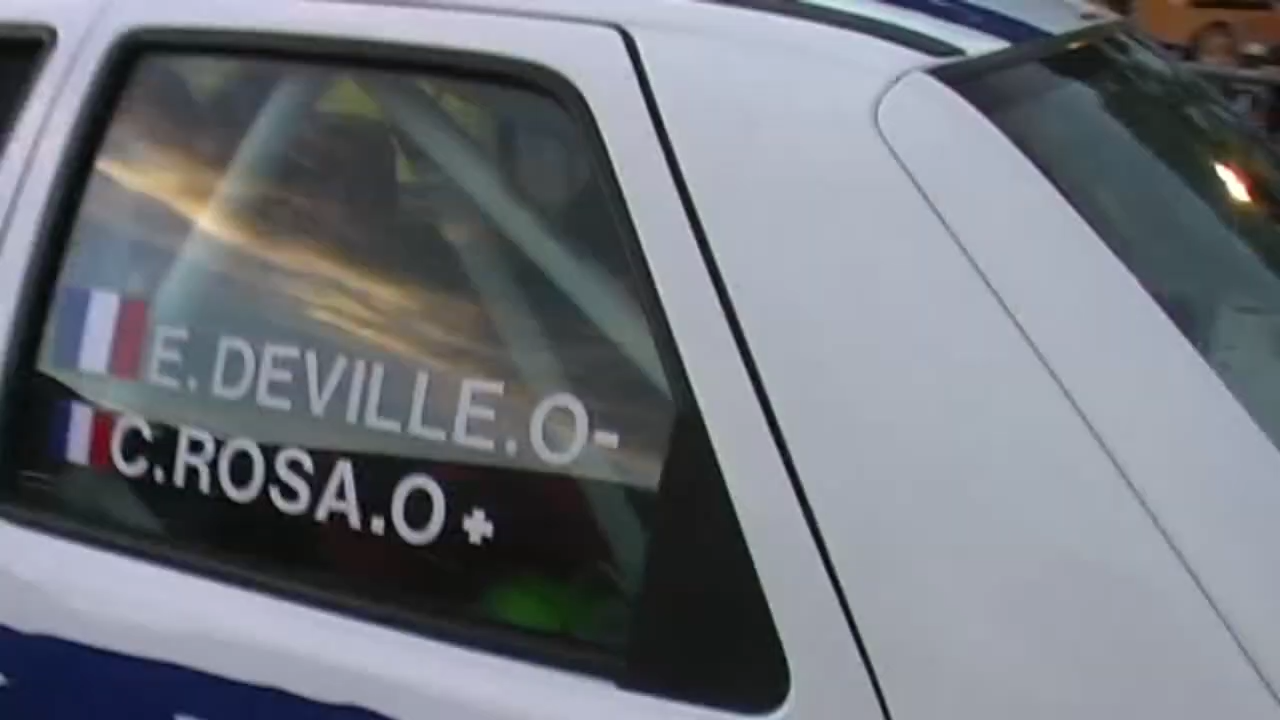 E. DEVILLE. O-
C. ROSA. O +